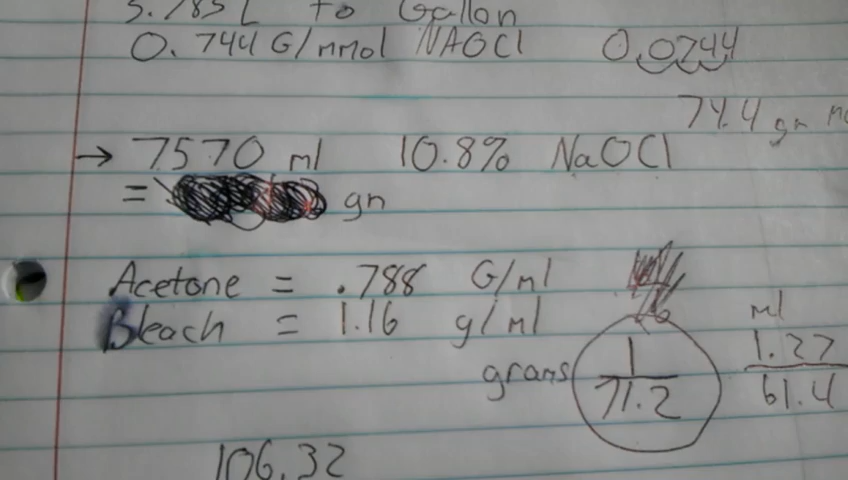 3.785 L to Gallon
0.744 G/mmol NAOCl 0.0744
74.4 gn
→ 7570 ml 10.8% NaOCl
= gn
Acetone = .788 G/ml
Bleach = 1.16 g/ml ml
grams 1/71.2 1.27/61.4
106.32